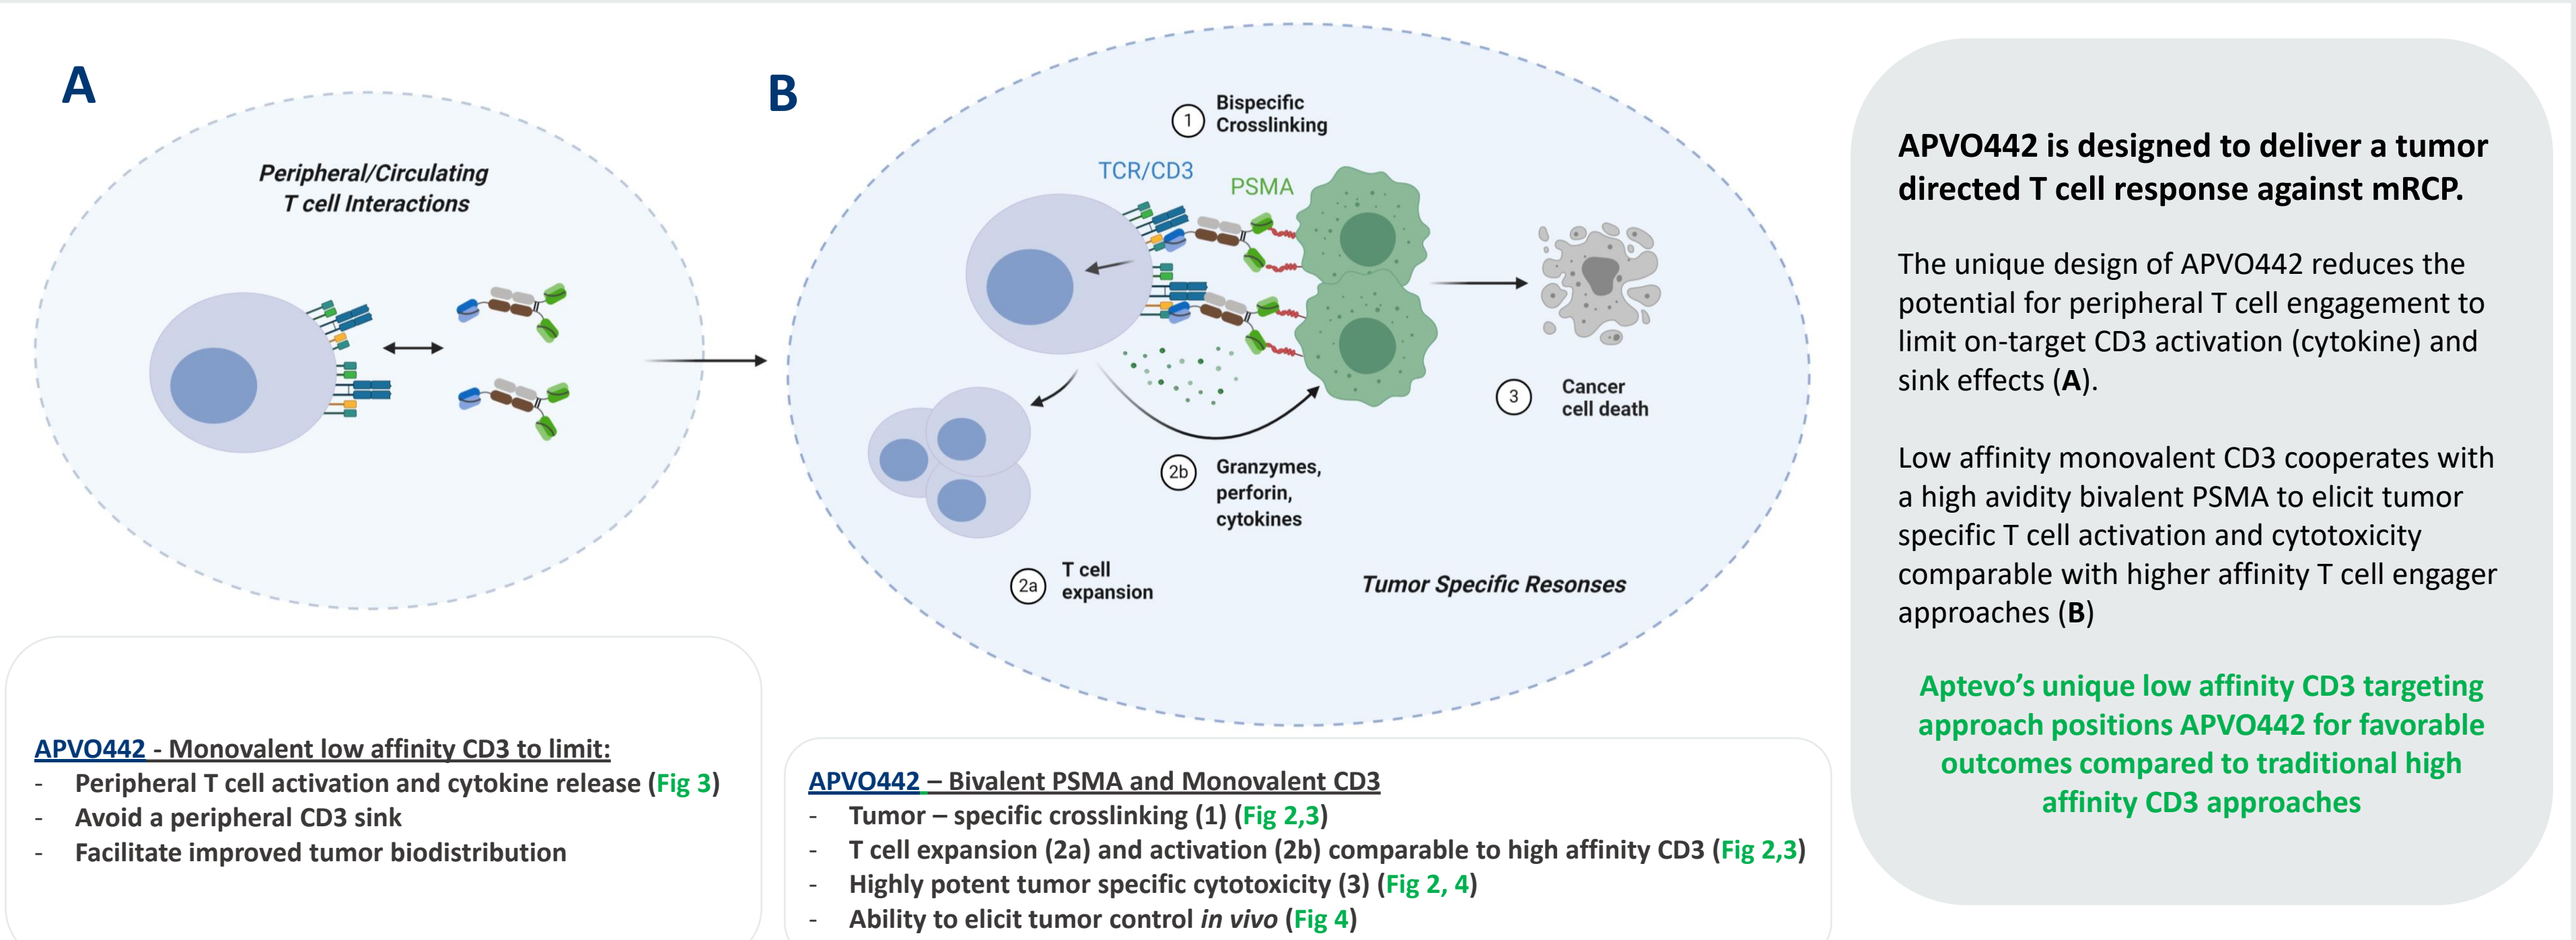 A
Peripheral/Circulating
T cell Interactions
B
1
Bispecific
Crosslinking
TCR/CD3
PSMA
3
Cancer
cell death
2b
Granzymes,
perforin,
cytokines
2a
T cell
expansion
Tumor Specific Resonses
APVO442 - Monovalent low affinity CD3 to limit:
- Peripheral T cell activation and cytokine release (Fig 3)
- Avoid a peripheral CD3 sink
- Facilitate improved tumor biodistribution
APVO442 – Bivalent PSMA and Monovalent CD3
- Tumor – specific crosslinking (1) (Fig 2,3)
- T cell expansion (2a) and activation (2b) comparable to high affinity CD3 (Fig 2,3)
- Highly potent tumor specific cytotoxicity (3) (Fig 2, 4)
- Ability to elicit tumor control in vivo (Fig 4)
APVO442 is designed to deliver a tumor
directed T cell response against mRCP.
The unique design of APVO442 reduces the
potential for peripheral T cell engagement to
limit on-target CD3 activation (cytokine) and
sink effects (A).
Low affinity monovalent CD3 cooperates with
a high avidity bivalent PSMA to elicit tumor
specific T cell activation and cytotoxicity
comparable with higher affinity T cell engager
approaches (B)
Aptevo’s unique low affinity CD3 targeting
approach positions APVO442 for favorable
outcomes compared to traditional high
affinity CD3 approaches